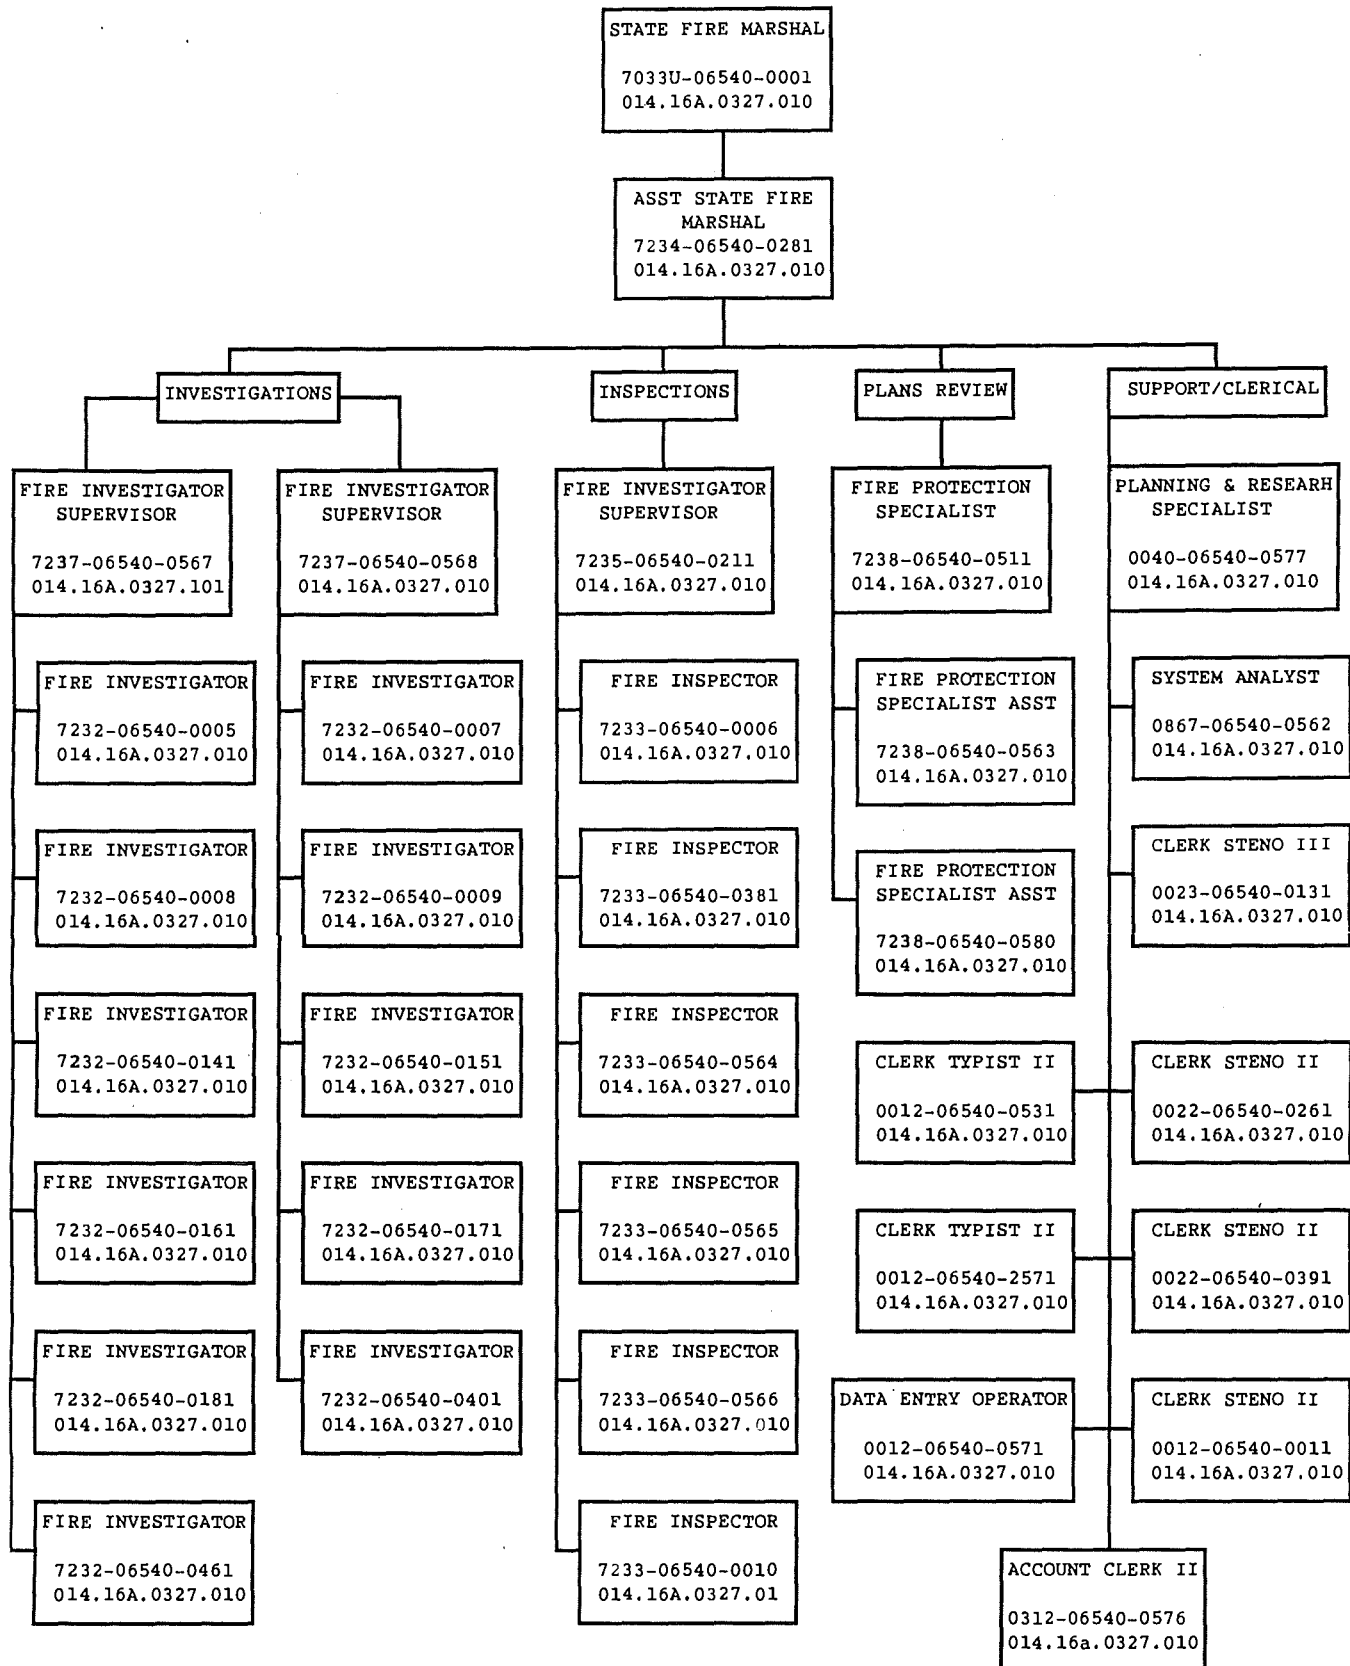 STATE FIRE MARSHAL
7033U-06540-0001
014.16A.0327.010
ASST STATE FIRE
MARSHAL
7234-06540-0281
014.16A.0327.010
INVESTIGATIONS
INSPECTIONS
PLANS REVIEW
SUPPORT/CLERICAL
FIRE INVESTIGATOR
SUPERVISOR
7237-06540-0567
014.16A.0327.101
FIRE INVESTIGATOR
SUPERVISOR
7237-06540-0568
014.16A.0327.010
FIRE INVESTIGATOR
SUPERVISOR
7235-06540-0211
014.16A.0327.010
FIRE PROTECTION
SPECIALIST
7238-06540-0511
014.16A.0327.010
PLANNING & RESEARH
SPECIALIST
0040-06540-0577
014.16A.0327.010
FIRE INVESTIGATOR
7232-06540-0005
014.16A.0327.010
FIRE INVESTIGATOR
7232-06540-0007
014.16A.0327.010
FIRE INSPECTOR
7233-06540-0006
014.16A.0327.010
FIRE PROTECTION
SPECIALIST ASST
7238-06540-0563
014.16A.0327.010
SYSTEM ANALYST
0867-06540-0562
014.16A.0327.010
FIRE INVESTIGATOR
7232-06540-0008
014.16A.0327.010
FIRE INVESTIGATOR
7232-06540-0009
014.16A.0327.010
FIRE INSPECTOR
7233-06540-0381
014.16A.0327.010
FIRE PROTECTION
SPECIALIST ASST
7238-06540-0580
014.16A.0327.010
CLERK STENO III
0023-06540-0131
014.16A.0327.010
FIRE INVESTIGATOR
7232-06540-0141
014.16A.0327.010
FIRE INVESTIGATOR
7232-06540-0151
014.16A.0327.010
FIRE INSPECTOR
7233-06540-0564
014.16A.0327.010
CLERK TYPIST II
0012-06540-0531
014.16A.0327.010
CLERK STENO II
0022-06540-0261
014.16A.0327.010
FIRE INVESTIGATOR
7232-06540-0161
014.16A.0327.010
FIRE INVESTIGATOR
7232-06540-0171
014.16A.0327.010
FIRE INSPECTOR
7233-06540-0565
014.16A.0327.010
CLERK TYPIST II
0012-06540-2571
014.16A.0327.010
CLERK STENO II
0022-06540-0391
014.16A.0327.010
FIRE INVESTIGATOR
7232-06540-0181
014.16A.0327.010
FIRE INVESTIGATOR
7232-06540-0401
014.16A.0327.010
FIRE INSPECTOR
7233-06540-0566
014.16A.0327.010
DATA ENTRY OPERATOR
0012-06540-0571
014.16A.0327.010
CLERK STENO II
0012-06540-0011
014.16A.0327.010
FIRE INVESTIGATOR
7232-06540-0461
014.16A.0327.010
FIRE INSPECTOR
7233-06540-0010
014.16A.0327.01
ACCOUNT CLERK II
0312-06540-0576
014.16a.0327.010